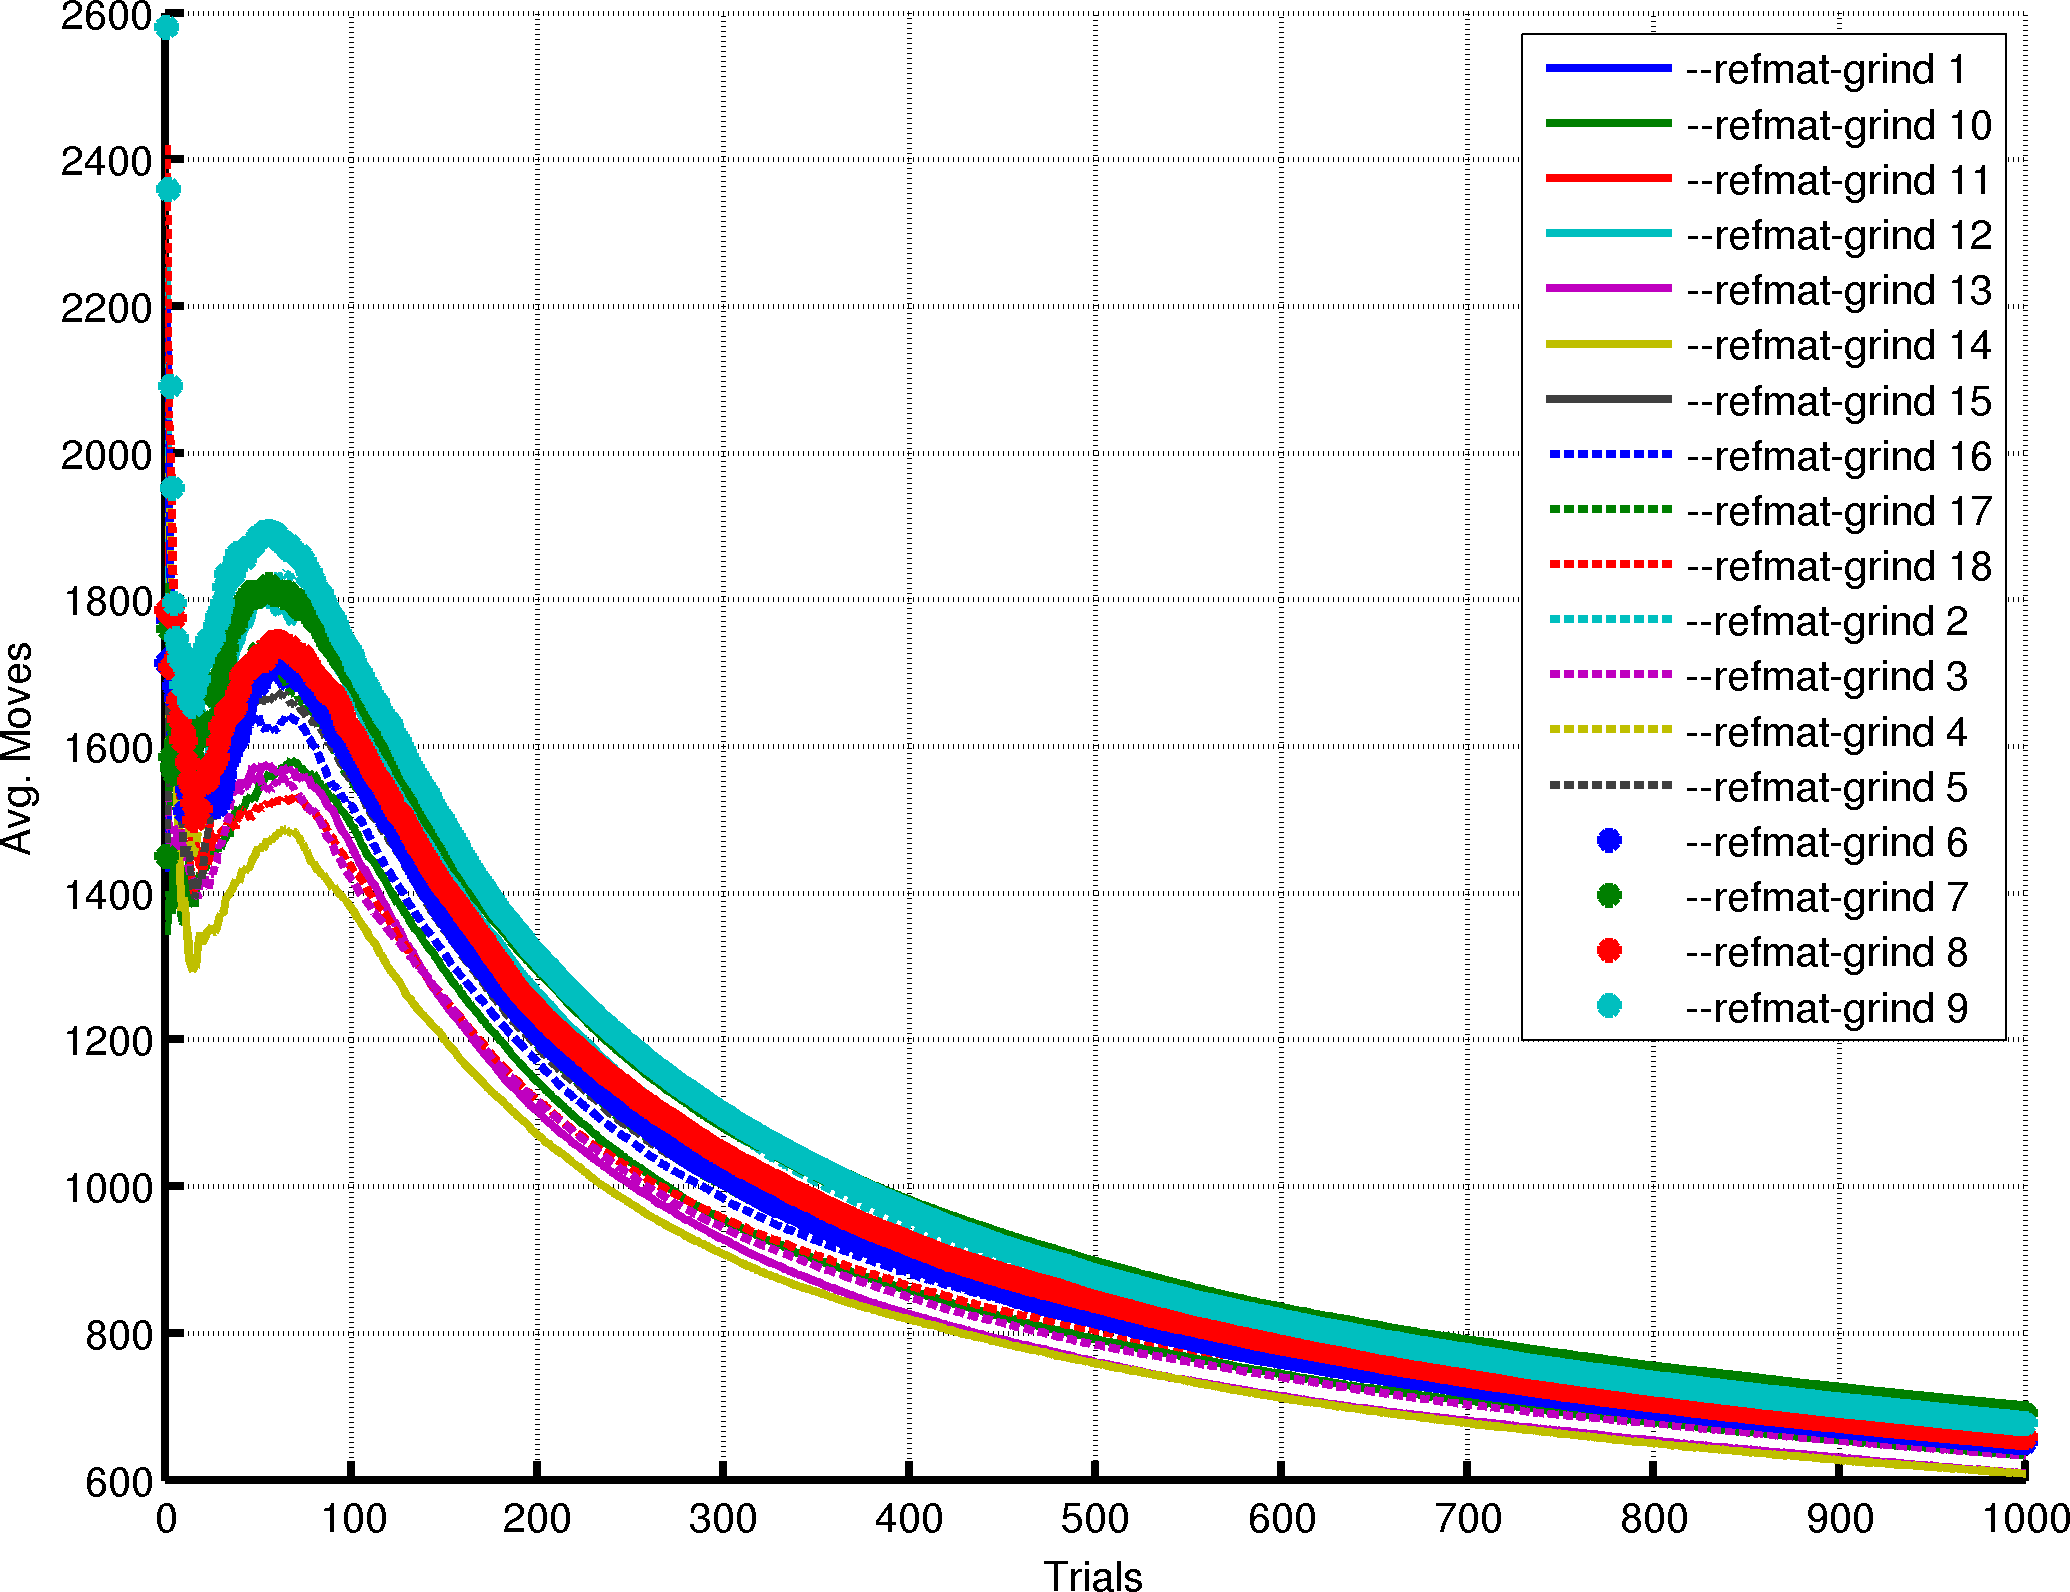 2600
2400
2200
2000
1800
1600
1400
1200
1000
800
600
Avg. Moves
0 100 200 300 400 500 600 700 800 900 1000
Trials
--refmat-grind 1
--refmat-grind 10
--refmat-grind 11
--refmat-grind 12
--refmat-grind 13
--refmat-grind 14
--refmat-grind 15
--refmat-grind 16
--refmat-grind 17
--refmat-grind 18
--refmat-grind 2
--refmat-grind 3
--refmat-grind 4
--refmat-grind 5
--refmat-grind 6
--refmat-grind 7
--refmat-grind 8
--refmat-grind 9